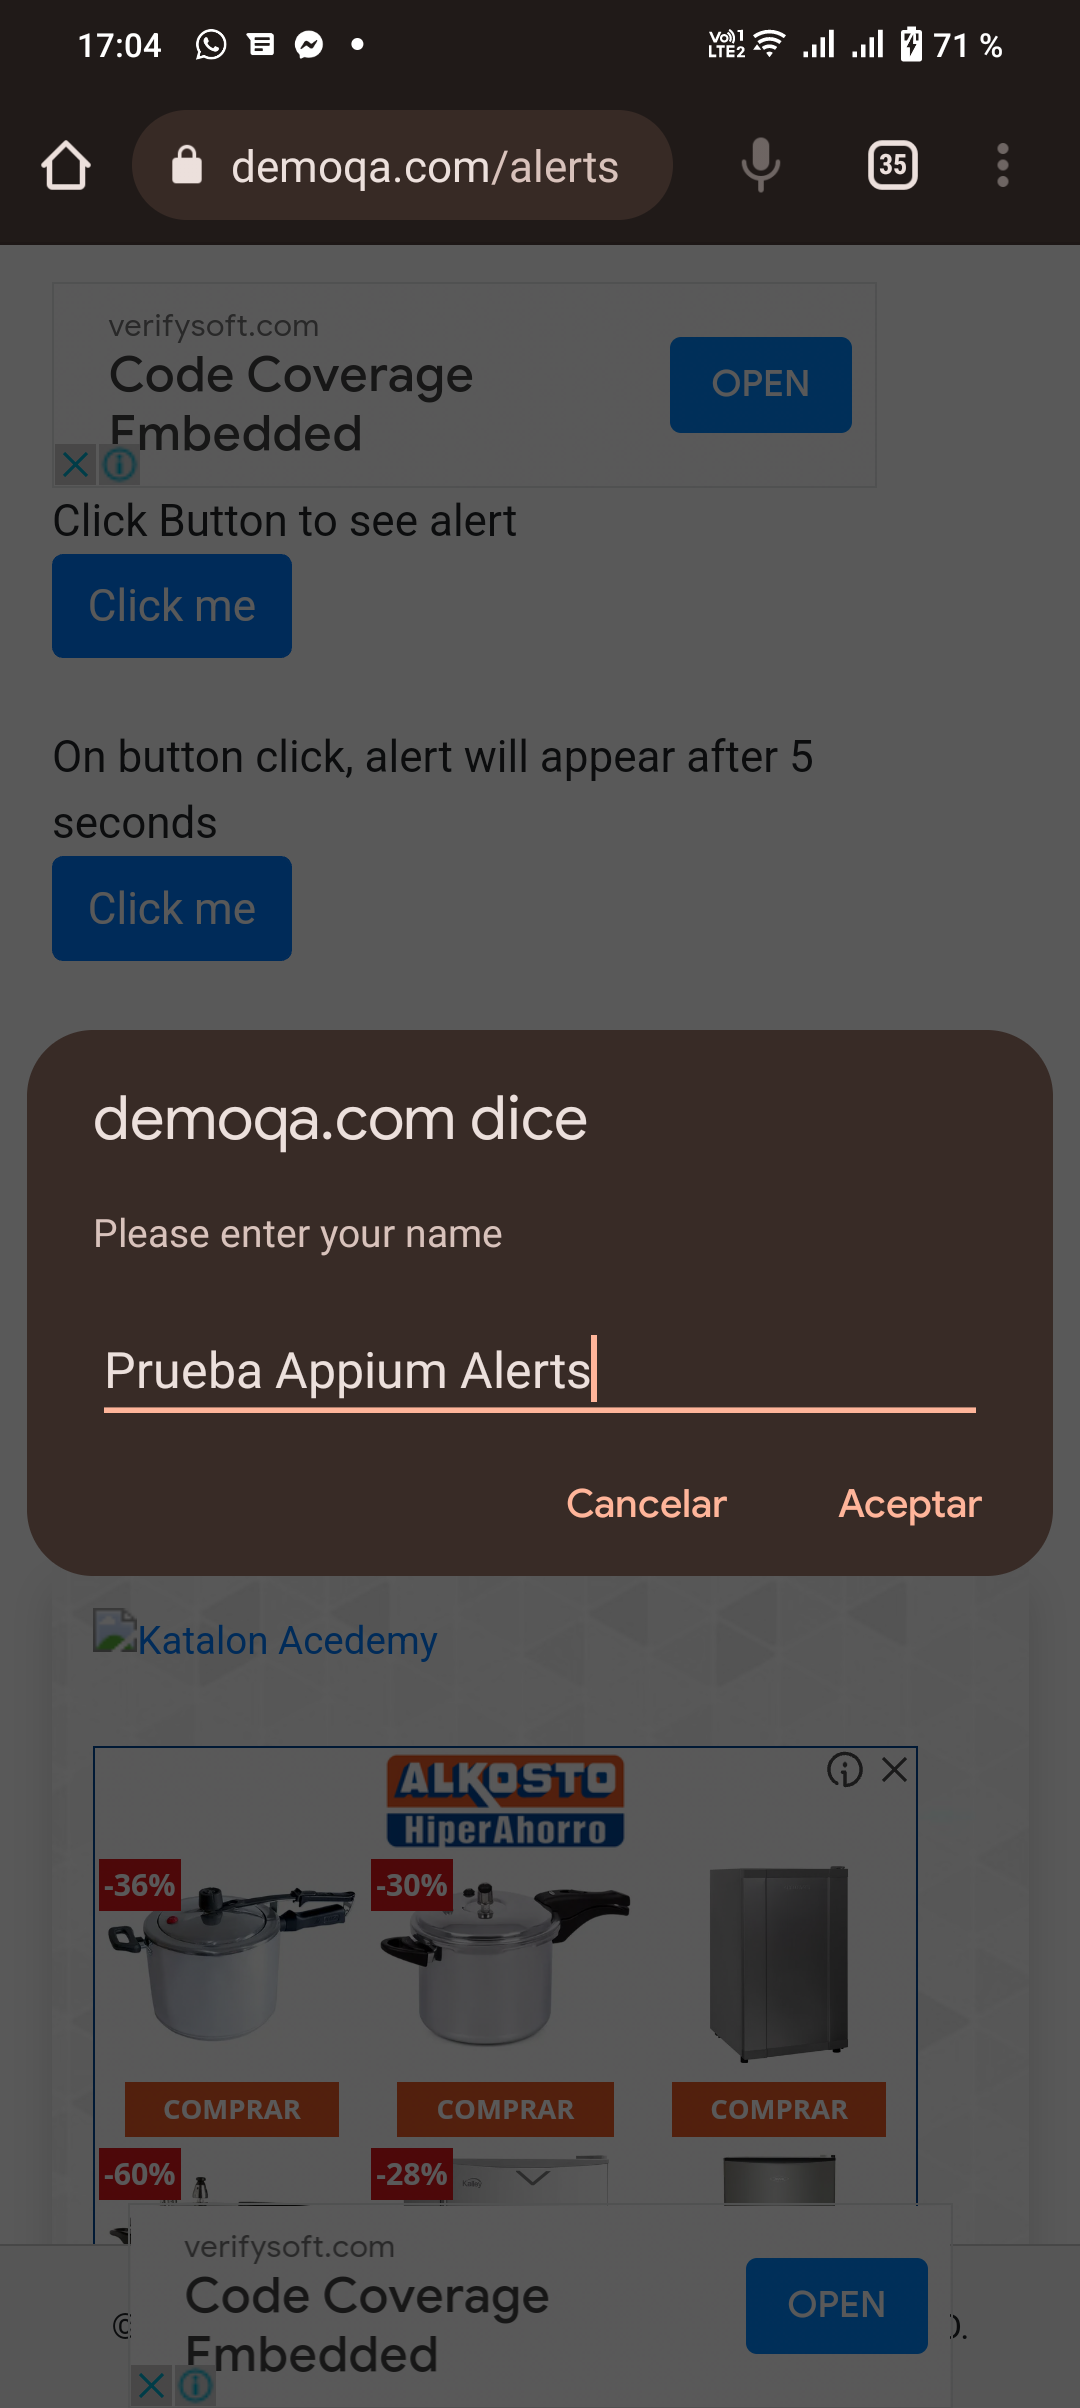 17:04
Vo)) 1
LTE2
71 %
demoqa.com/alerts
35
verifysoft.com
Code Coverage
Embedded
OPEN
Click Button to see alert
Click me
On button click, alert will appear after 5
seconds
Click me
demoqa.com dice
Please enter your name
Prueba Appium Alerts
Cancelar
Aceptar
Katalon Acedemy
ALKOSTO
HiperAhorro
-36%
-30%
COMPRAR
COMPRAR
COMPRAR
-60%
-28%
verifysoft.com
Code Coverage
Embedded
OPEN
©
D.